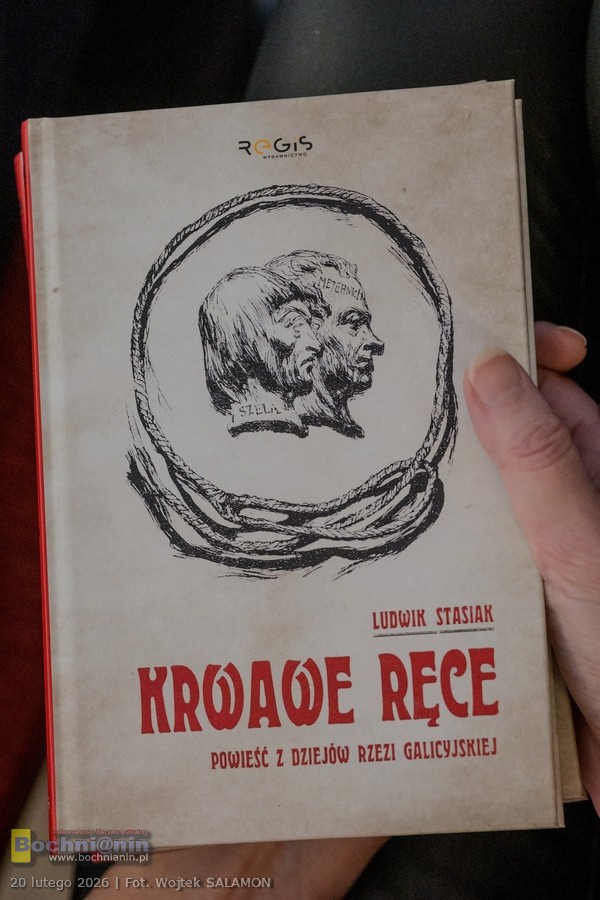 REGIS
WYDAWNICTWO
METERNICH
SZELA
LUDWIK STASIAK
KRWAWE RĘCE
POWIEŚĆ Z DZIEJÓW RZEZI GALICYJSKIEJ
Bochni@nin
www.bochnianin.pl
20 lutego 2026 | Fot. Wojtek SALAMON